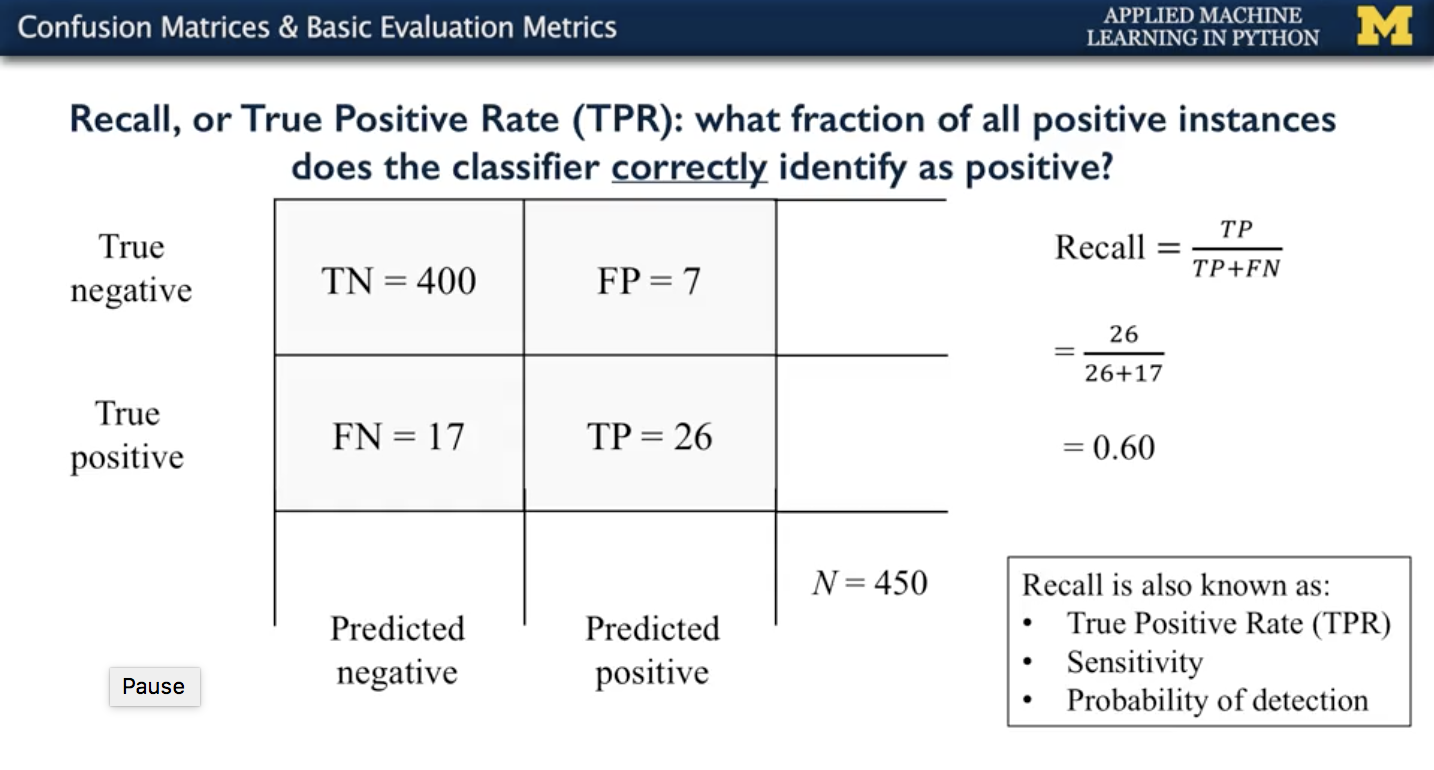 Confusion Matrices & Basic Evaluation Metrics
APPLIED MACHINE
LEARNING IN PYTHON
M
Recall, or True Positive Rate (TPR): what fraction of all positive instances
does the classifier correctly identify as positive?
True
negative
TN = 400
FP = 7
True
positive
FN = 17
TP = 26
N = 450
Predicted
negative
Predicted
positive
Recall = TP / TP+FN
= 26 / 26+17
= 0.60
Recall is also known as:
• True Positive Rate (TPR)
• Sensitivity
• Probability of detection
Pause